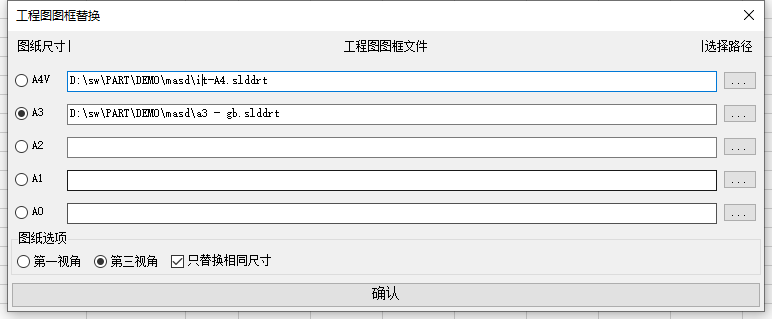 工程图图框替换
图纸尺寸| 工程图图框文件 |选择路径
A4V D:\sw\PART\DEMO\masd\it-A4.slddrt ...
A3 D:\sw\PART\DEMO\masd\a3 - gb.slddrt ...
A2 ...
A1 ...
A0 ...
图纸选项
第一视角 第三视角 只替换相同尺寸
确认